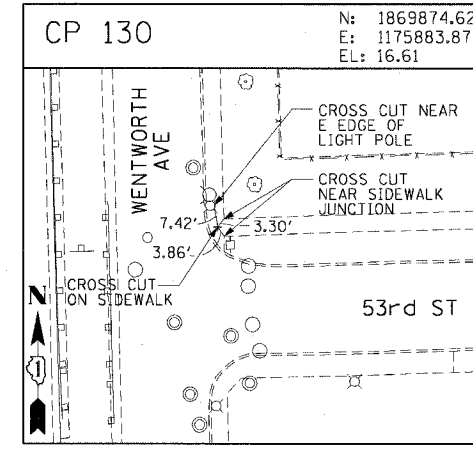 CP 130
N: 1869874.62
E: 1175883.87
EL: 16.61
WENTWORTH
AVE
CROSS CUT NEAR
E EDGE OF
LIGHT POLE
CROSS CUT
NEAR SIDEWALK
JUNCTION
7.42'
3.30'
3.86'
CROSS CUT
ON SIDEWALK
53rd ST
N
1